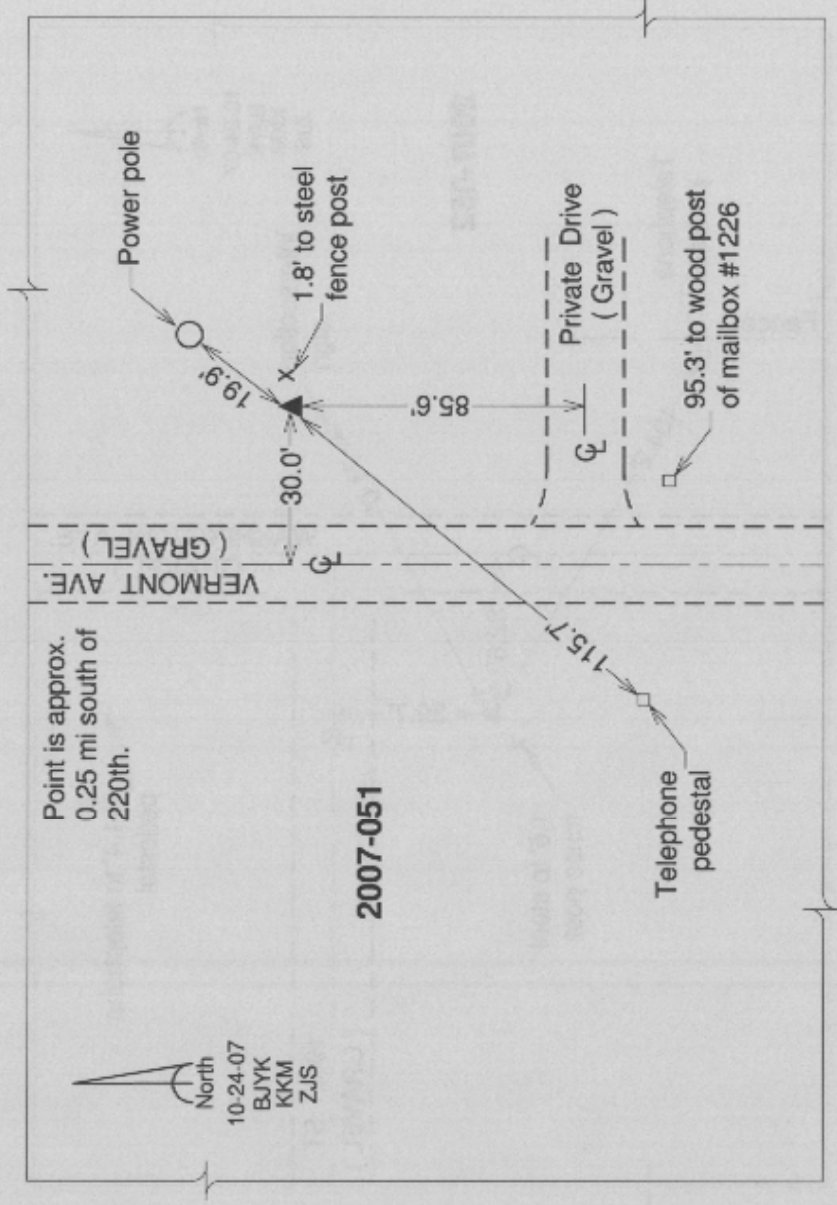 Point is approx.
0.25 mi south of
220th.
North
10-24-07
BJYK
KKM
ZJS
2007-051
VERMONT AVE.
( GRAVEL )
Power pole
19.9'
1.8' to steel
fence post
30.0'
85.6'
115.7'
Private Drive
( Gravel )
95.3' to wood post
of mailbox #1226
Telephone
pedestal